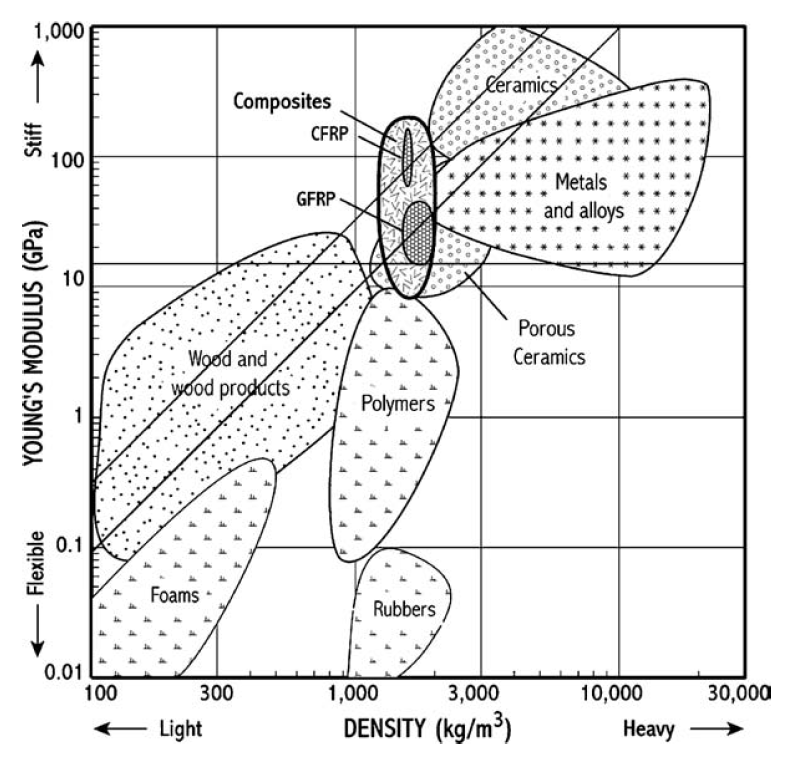 1,000
100
10
1
0.1
0.01
Stiff
YOUNG'S MODULUS (GPa)
Flexible
Ceramics
Composites
CFRP
GFRP
Metals
and alloys
Porous
Ceramics
Wood and
wood products
Polymers
Foams
Rubbers
100 300 1,000 3,000 10,000 30,000
Light DENSITY (kg/m³) Heavy